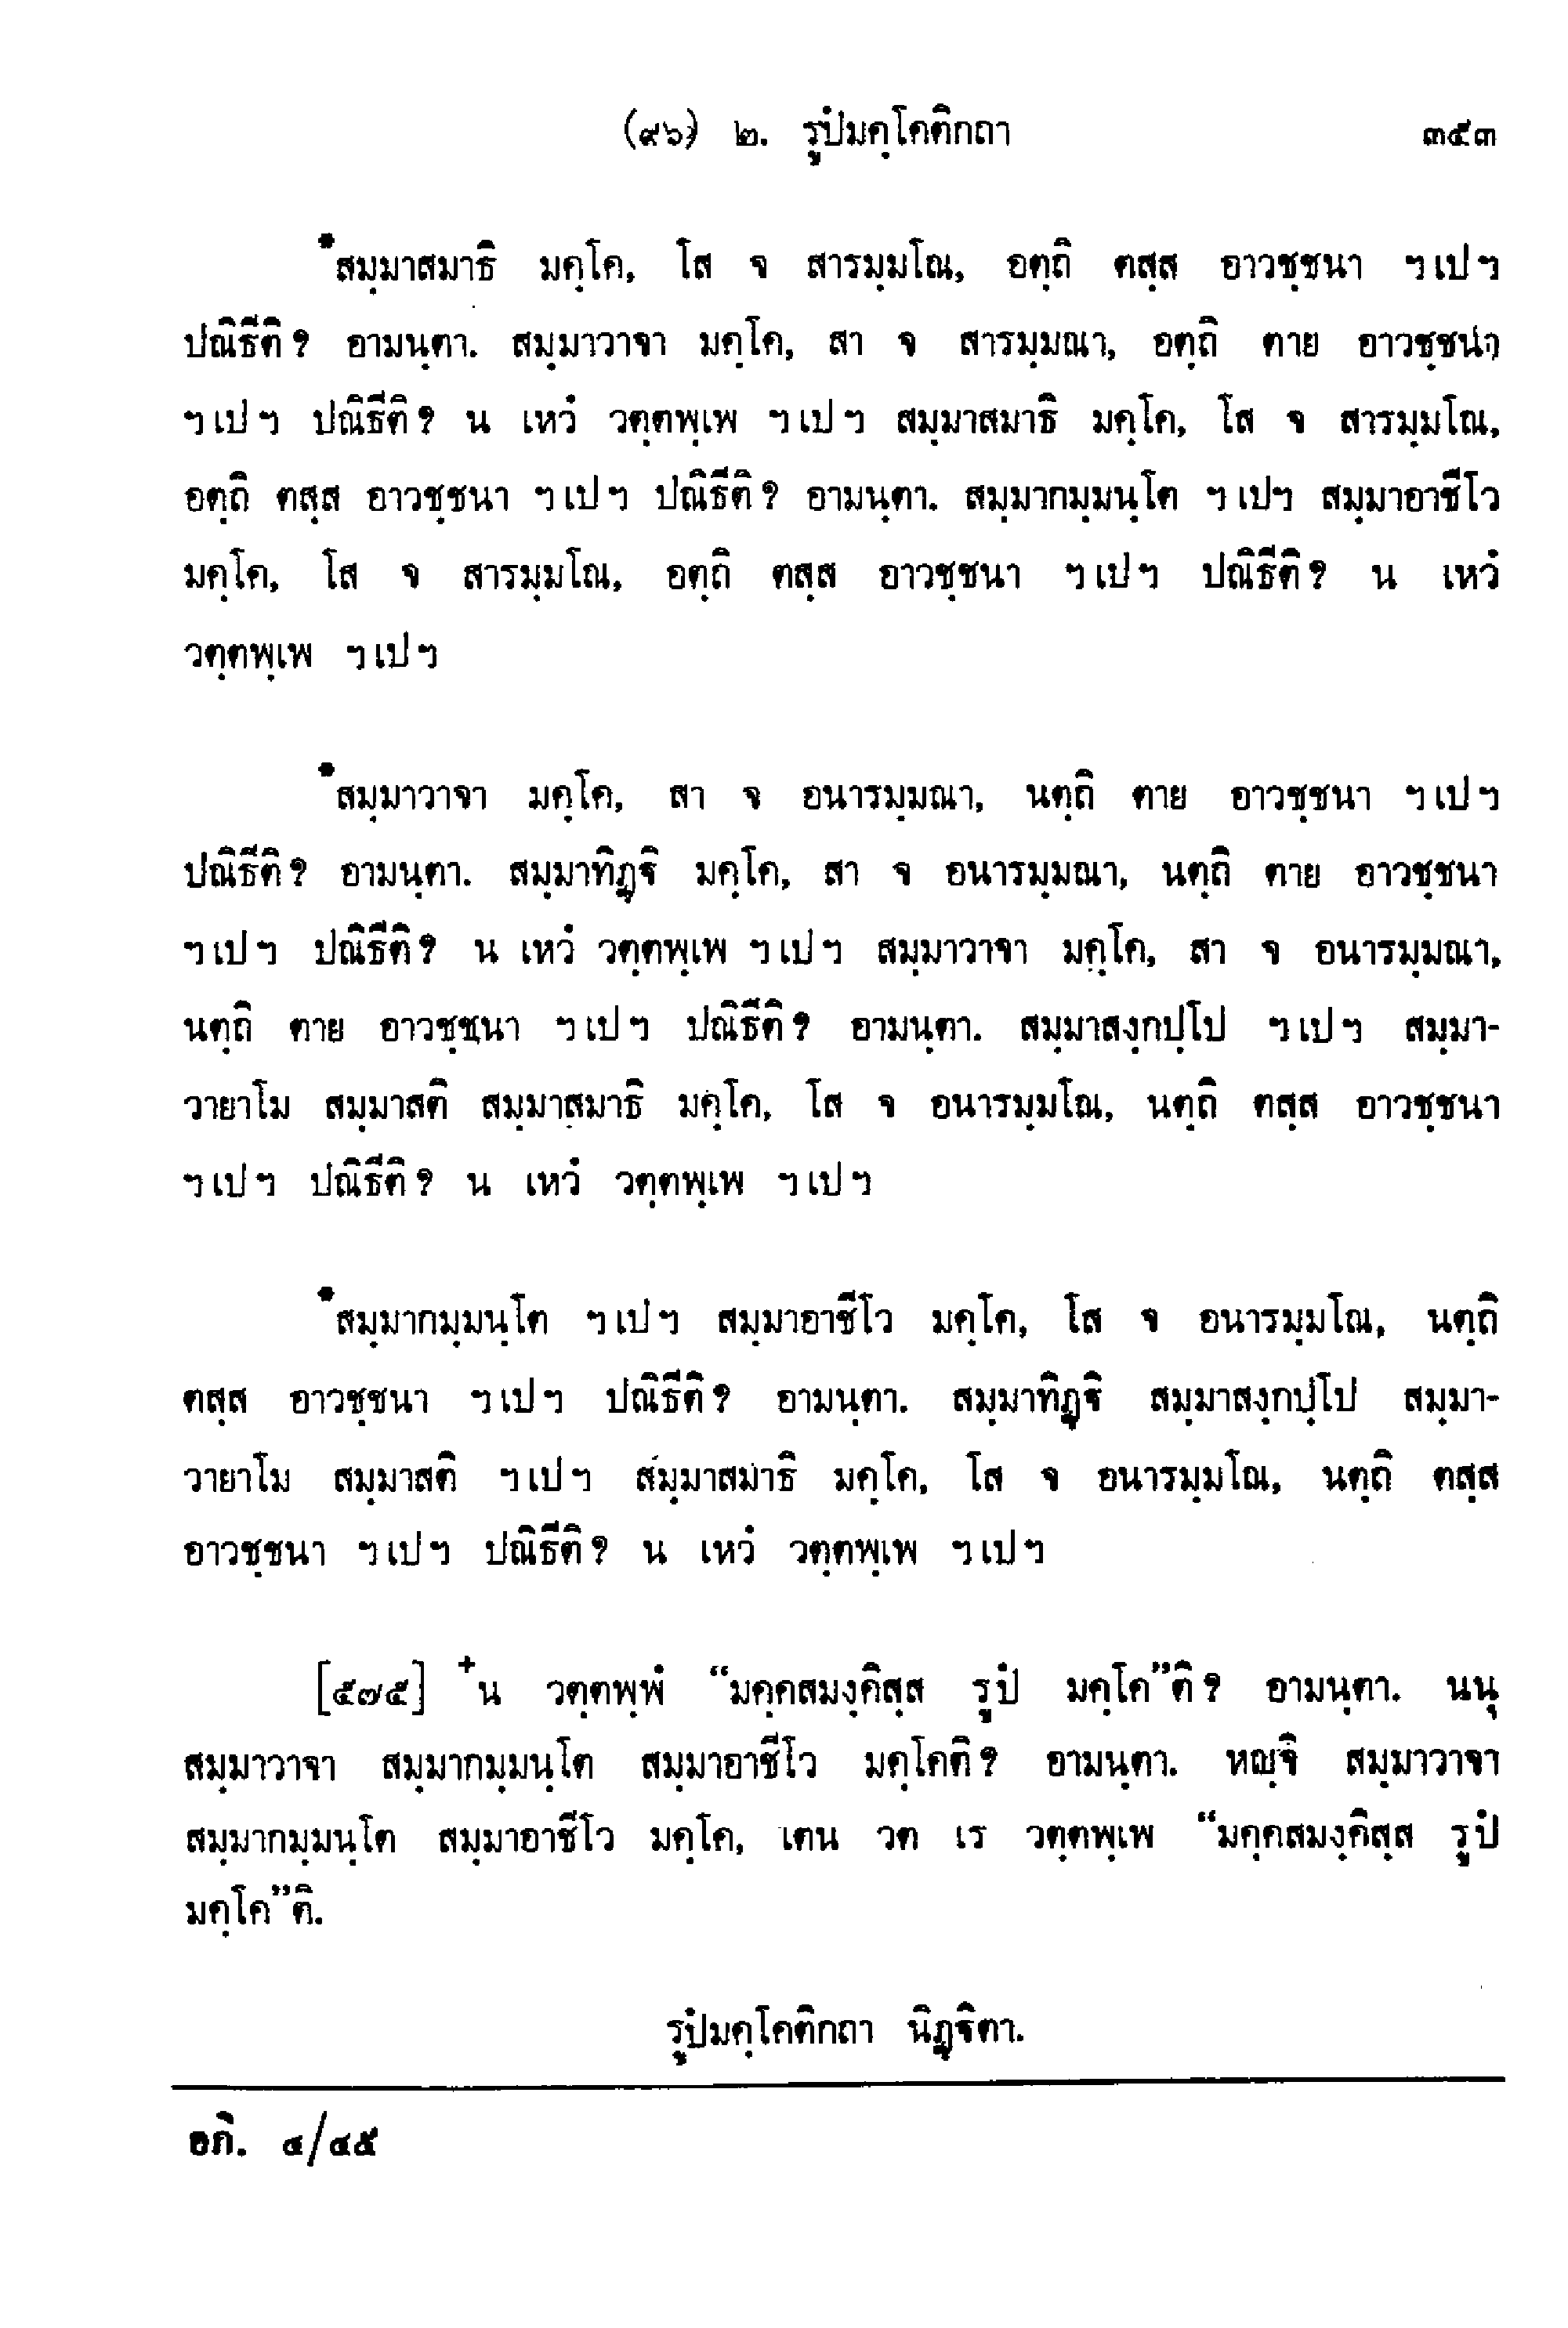 (๙๖) ๒. รูปํมคฺโคติกถา ๓๕๓
*สมฺมาสมาธิ มคฺโค, โส จ สารมฺมโณ, อตฺถิ ตสฺส อาวชฺชนา ฯ เป ฯ
ปณิธีติ? อามนฺตา. สมฺมาวาจา มคฺโค, สา จ สารมฺมณา, อตฺถิ ตาย อาวชฺชนา
ฯ เป ฯ ปณิธีติ? น เหวํ วตฺตพฺเพ ฯ เป ฯ สมฺมาสมาธิ มคฺโค, โส จ สารมฺมโณ,
อตฺถิ ตสฺส อาวชฺชนา ฯ เป ฯ ปณิธีติ? อามนฺตา. สมฺมากมฺมนฺโต ฯ เป ฯ สมฺมาอาชีโว
มคฺโค, โส จ สารมฺมโณ, อตฺถิ ตสฺส อาวชฺชนา ฯ เป ฯ ปณิธีติ? น เหวํ
วตฺตพฺเพ ฯ เป ฯ
*สมฺมาวาจา มคฺโค, สา จ อนารมฺมณา, นตฺถิ ตาย อาวชฺชนา ฯ เป ฯ
ปณิธีติ? อามนฺตา. สมฺมาทิฏฺฐิ มคฺโค, สา จ อนารมฺมณา, นตฺถิ ตาย อาวชฺชนา
ฯ เป ฯ ปณิธีติ? น เหวํ วตฺตพฺเพ ฯ เป ฯ สมฺมาวาจา มคฺโค, สา จ อนารมฺมณา,
นตฺถิ ตาย อาวชฺชนา ฯ เป ฯ ปณิธีติ? อามนฺตา. สมฺมาสงฺกปฺโป ฯ เป ฯ สมฺมา-
วายาโม สมฺมาสติ สมฺมาสมาธิ มคฺโค, โส จ อนารมฺมโณ, นตฺถิ ตสฺส อาวชฺชนา
ฯ เป ฯ ปณิธีติ? น เหวํ วตฺตพฺเพ ฯ เป ฯ
*สมฺมากมฺมนฺโต ฯ เป ฯ สมฺมาอาชีโว มคฺโค, โส จ อนารมฺมโณ, นตฺถิ
ตสฺส อาวชฺชนา ฯ เป ฯ ปณิธีติ? อามนฺตา. สมฺมาทิฏฺฐิ สมฺมาสงฺกปฺโป สมฺมา-
วายาโม สมฺมาสติ ฯ เป ฯ สมฺมาสมาธิ มคฺโค, โส จ อนารมฺมโณ, นตฺถิ ตสฺส
อาวชฺชนา ฯ เป ฯ ปณิธีติ? น เหวํ วตฺตพฺเพ ฯ เป ฯ
[๕๗๕] +น วตฺตพฺพํ “มคฺคสมงฺคิสฺส รูปํ มคฺโค”ติ? อามนฺตา. นนุ
สมฺมาวาจา สมฺมากมฺมนฺโต สมฺมาอาชีโว มคฺโคติ? อามนฺตา. หญฺจิ สมฺมาวาจา
สมฺมากมฺมนฺโต สมฺมาอาชีโว มคฺโค, เตน วต เร วตฺตพฺเพ “มคฺคสมงฺคิสฺส รูปํ
มคฺโค”ติ.
รูปํมคฺโคติกถา นิฏฺฐิตา.
อภิ. ๔/๔๕